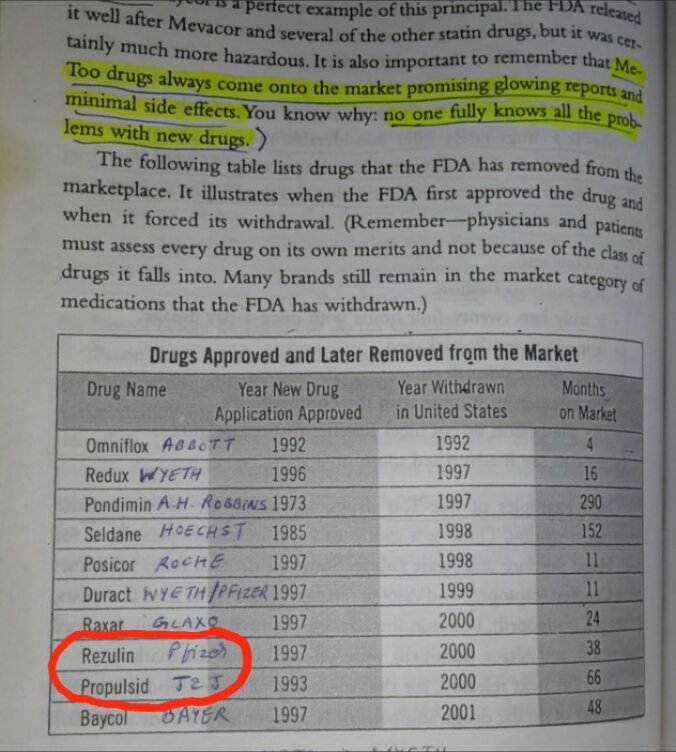 is a perfect example of this principal. The FDA released
it well after Mevacor and several of the other statin drugs, but it was cer-
tainly much more hazardous. It is also important to remember that Me-
Too drugs always come onto the market promising glowing reports and
minimal side effects. You know why: no one fully knows all the prob-
lems with new drugs.)
The following table lists drugs that the FDA has removed from the
marketplace. It illustrates when the FDA first approved the drug and
when it forced its withdrawal. (Remember—physicians and patients
must assess every drug on its own merits and not because of the class of
drugs it falls into. Many brands still remain in the market category of
medications that the FDA has withdrawn.)
Drugs Approved and Later Removed from the Market
Drug Name Year New Drug Year Withdrawn Months
Application Approved in United States on Market
Omniflox ABBOTT 1992 1992 4
Redux WYETH 1996 1997 16
Pondimin A.H. ROBBINS 1973 1997 290
Seldane HOECHST 1985 1998 152
Posicor ROCHE 1997 1998 11
Duract WYETH/PFIZER 1997 1999 11
Raxar GLAXO 1997 2000 24
Rezulin Pfizer 1997 2000 38
Propulsid J&J 1993 2000 66
Baycol BAYER 1997 2001 48